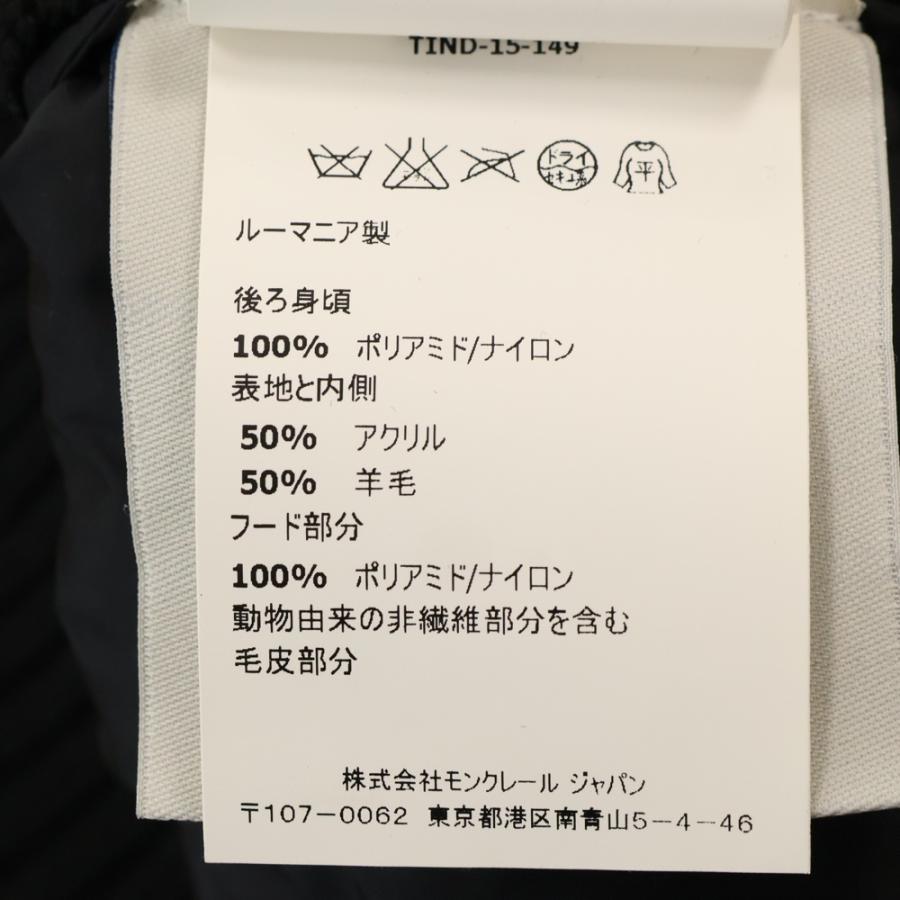 TIND-15-149
ドライ
セキユ系
平
ルーマニア製
後ろ身頃
100% ポリアミド/ナイロン
表地と内側
50% アクリル
50% 羊毛
フード部分
100% ポリアミド/ナイロン
動物由来の非繊維部分を含む
毛皮部分
株式会社モンクレール ジャパン
〒107-0062 東京都港区南青山5-4-46